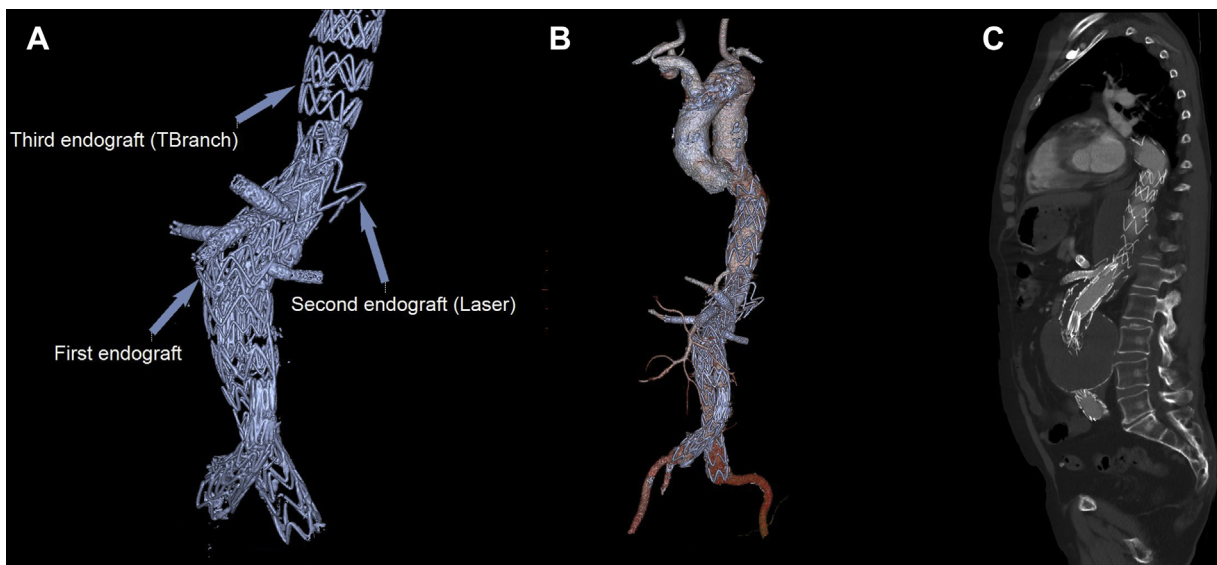 A
B
C
Third endograft (TBranch)
Second endograft (Laser)
First endograft